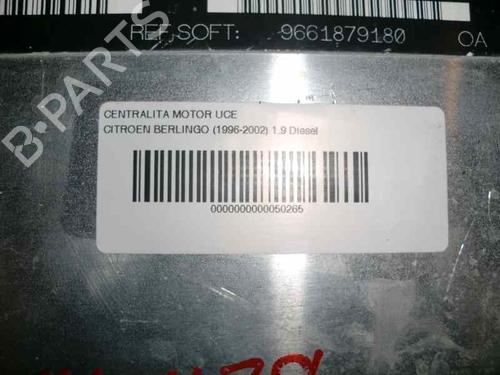 REF.SOFT: 9661879180 OA
CENTRALITA MOTOR UCE
CITROEN BERLINGO (1996-2002) 1.9 Diesel
0000000000050265
B-PARTS